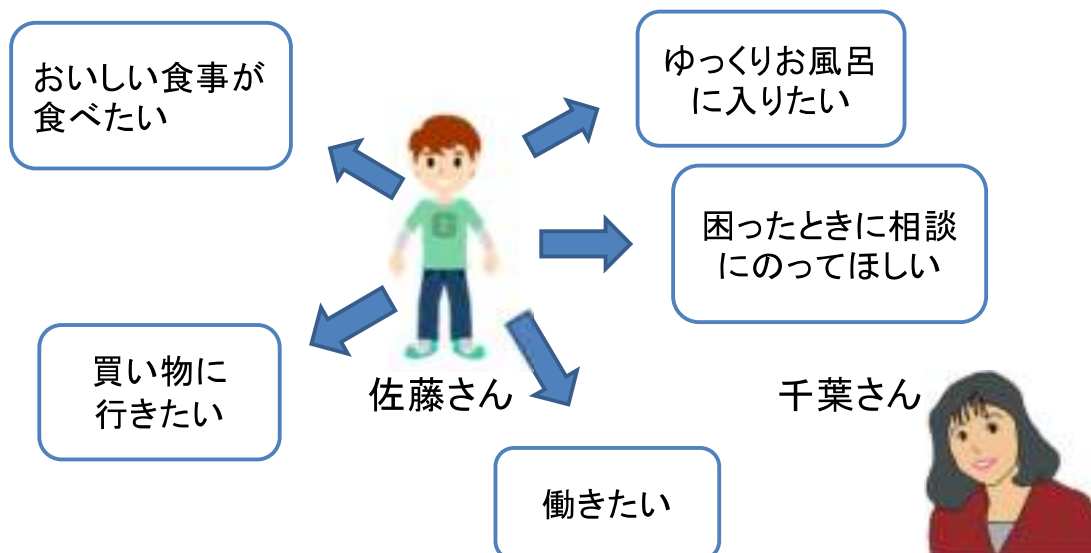 おいしい食事が
食べたい
ゆっくりお風呂
に入りたい
困ったときに相談
にのってほしい
買い物に
行きたい
佐藤さん
千葉さん
働きたい